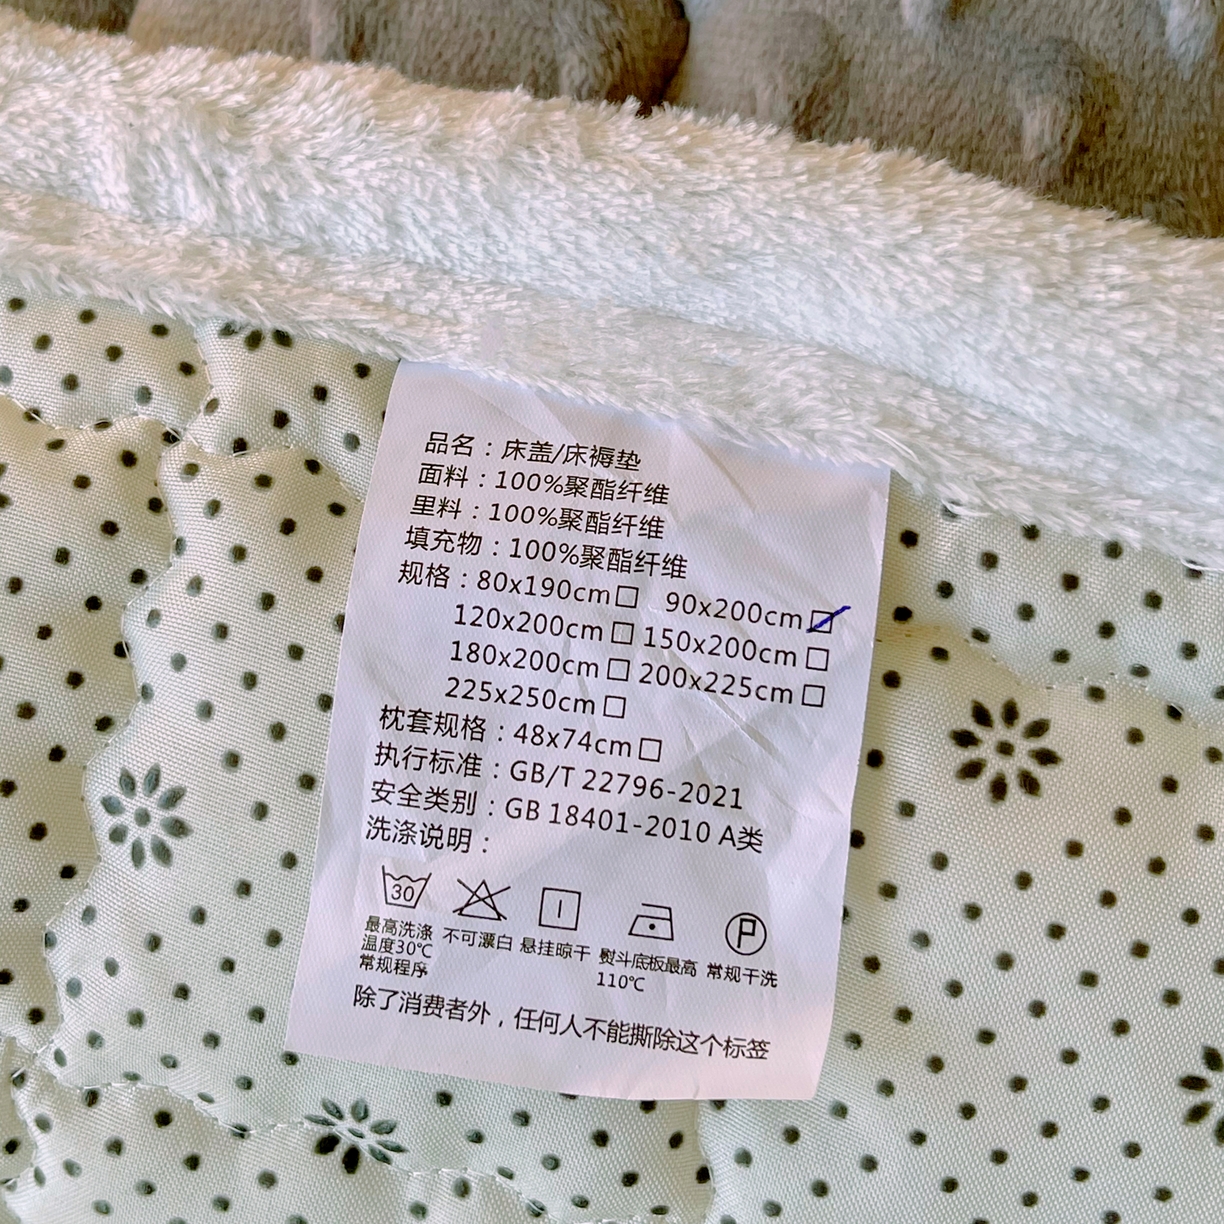 品名：床盖/床褥垫
面料：100%聚酯纤维
里料：100%聚酯纤维
填充物：100%聚酯纤维
规格：80x190cm□ 90x200cm☑
120x200cm□ 150x200cm□
180x200cm□ 200x225cm□
225x250cm□
枕套规格：48x74cm□
执行标准：GB/T 22796-2021
安全类别：GB 18401-2010 A类
洗涤说明：
30
P
最高洗涤 不可漂白 悬挂晾干 熨斗底板最高 常规干洗
温度30℃ 110℃
常规程序
除了消费者外，任何人不能撕除这个标签